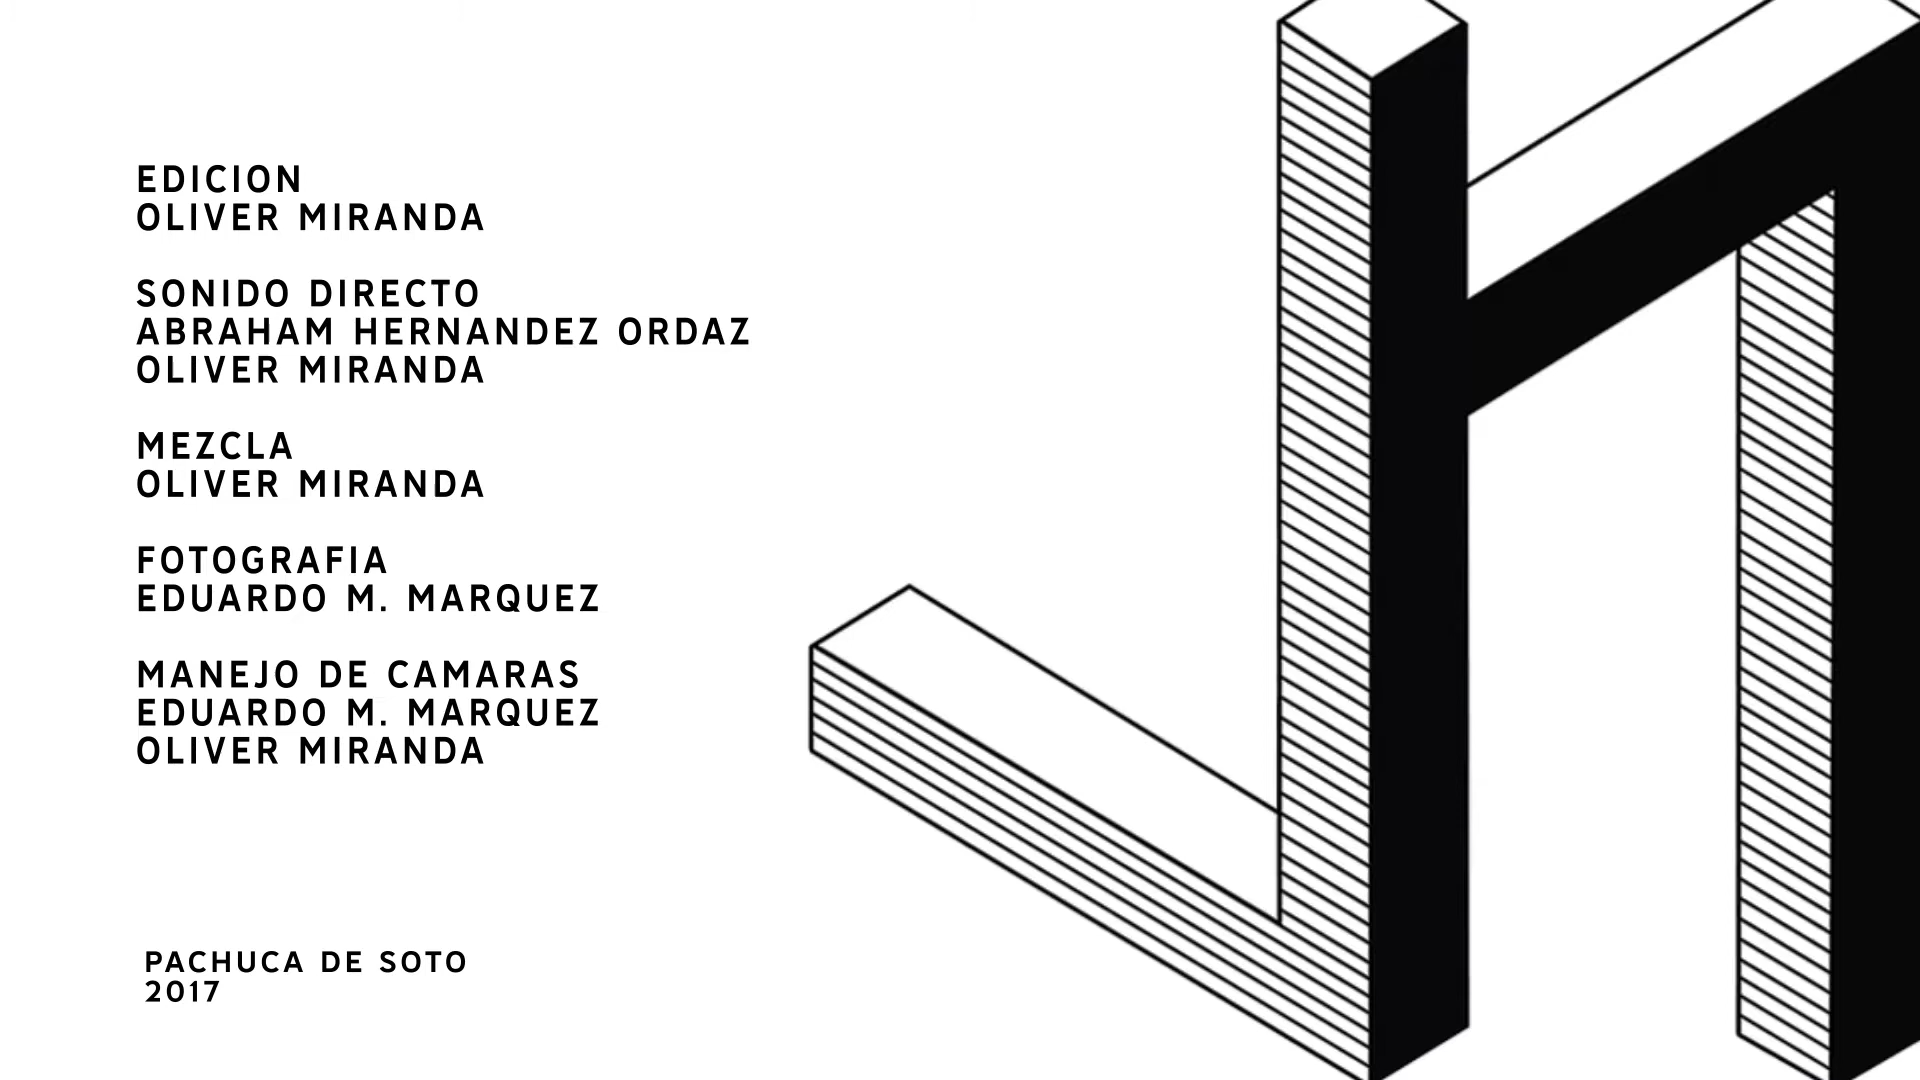 EDICION
OLIVER MIRANDA
SONIDO DIRECTO
ABRAHAM HERNANDEZ ORDAZ
OLIVER MIRANDA
MEZCLA
OLIVER MIRANDA
FOTOGRAFIA
EDUARDO M. MARQUEZ
MANEJO DE CAMARAS
EDUARDO M. MARQUEZ
OLIVER MIRANDA
PACHUCA DE SOTO
2017